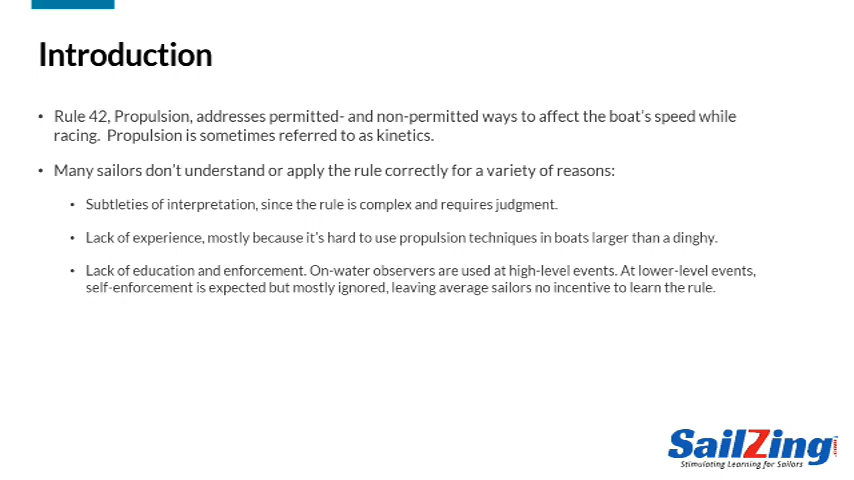 Introduction
• Rule 42, Propulsion, addresses permitted- and non-permitted ways to affect the boat's speed while
racing.  Propulsion is sometimes referred to as kinetics.
• Many sailors don't understand or apply the rule correctly for a variety of reasons:
• Subtleties of interpretation, since the rule is complex and requires judgment.
• Lack of experience, mostly because it's hard to use propulsion techniques in boats larger than a dinghy.
• Lack of education and enforcement. On-water observers are used at high-level events. At lower-level events,
self-enforcement is expected but mostly ignored, leaving average sailors no incentive to learn the rule.
SailZing
Stimulating Learning for Sailors